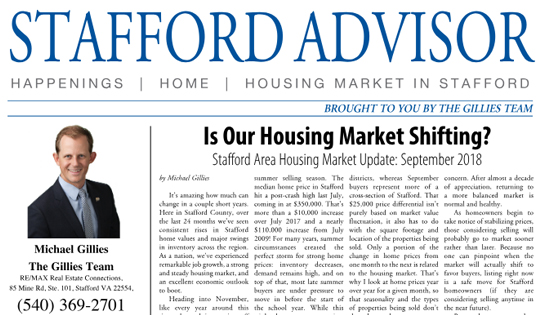 STAFFORD ADVISOR
HAPPENINGS | HOME | HOUSING MARKET IN STAFFORD
BROUGHT TO YOU BY THE GILLIES TEAM
Michael Gillies
The Gillies Team
RE/MAX Real Estate Connections,
85 Mine Rd, Ste. 101, Stafford VA 22554,
(540) 369-2701
Is Our Housing Market Shifting?
Stafford Area Housing Market Update: September 2018
by Michael Gillies
It's amazing how much can
change in a couple short years.
Here in Stafford County, over
the last 24 months we've seen
consistent rises in Stafford
home values and major swings
in inventory across the region.
As a nation, we've experienced
remarkable job growth, a strong
and steady housing market, and
an excellent economic outlook
to boot.
Heading into November,
like every year around this
summer selling season. The
median home price in Stafford
hit a post-crash high last July,
coming in at $350,000. That's
more than a $10,000 increase
over July 2017 and a nearly
$110,000 increase from July
2009! For many years, summer
circumstances created the
perfect storm for strong home
prices: inventory decreases,
demand remains high, and on
top of that, most late summer
buyers are under pressure to
move in before the start of
the school year. While this
districts, whereas September
buyers represent more of a
cross-section of Stafford. That
$25,000 price differential isn't
purely based on market value
fluctuation, it also has to do
with the square footage and
location of the properties being
sold. Only a portion of the
change in home prices from
one month to the next is related
to the housing market. That's
why I look at home prices year
over year for a given month, so
that seasonality and the types
of properties being sold don't
concern. After almost a decade
of appreciation, returning to
a more balanced market is
normal and healthy.
As homeowners begin to
take notice of stabilizing prices,
those considering selling will
probably go to market sooner
rather than later. Because no
one can pinpoint when the
market will actually shift to
favor buyers, listing right now
is a safe move for Stafford
homeowners (if they are
considering selling anytime in
the near future).